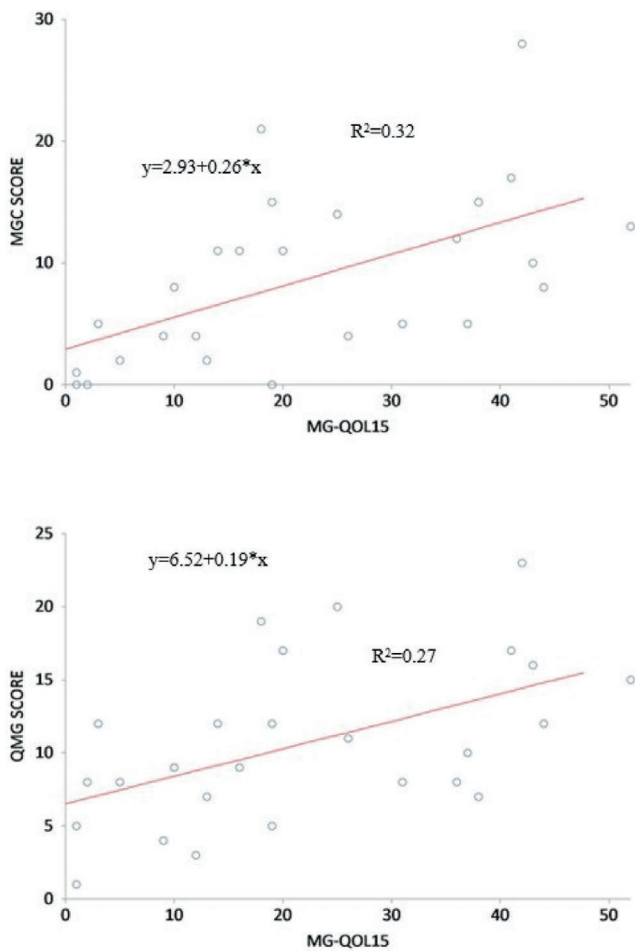 30
R²=0.32
20
y=2.93+0.26*x
MGC SCORE
10
0
0 10 20 30 40 50
MG-QOL15
25
y=6.52+0.19*x
20
R²=0.27
15
QMG SCORE
10
5
0
0 10 20 30 40 50
MG-QOL15